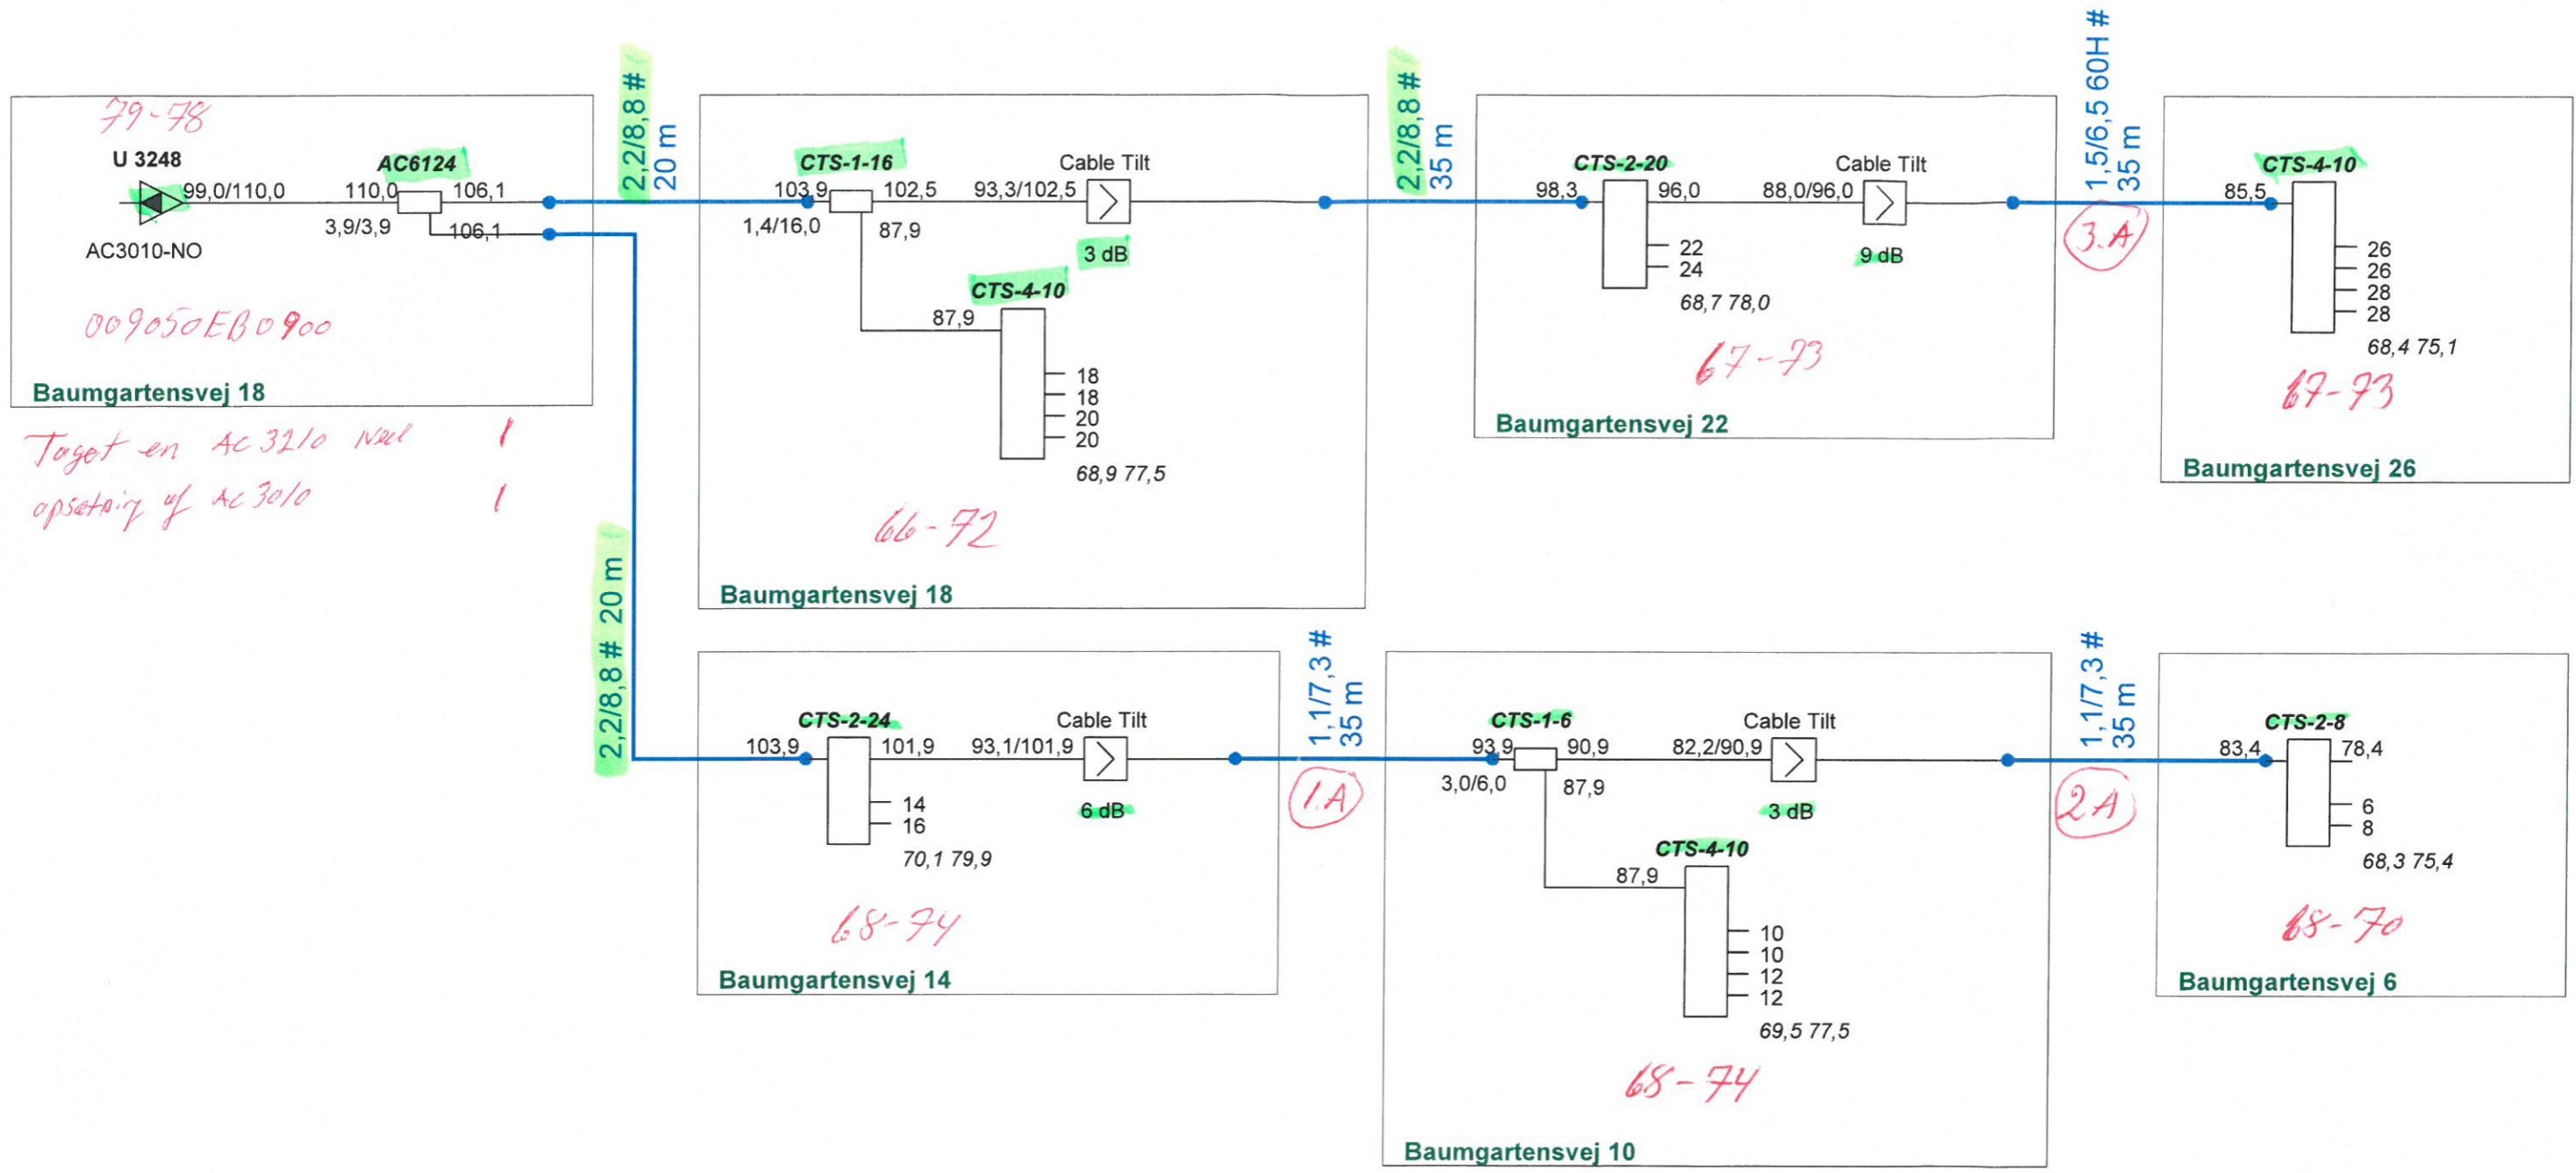 79-78
U 3248
99,0/110,0
AC3010-NO
AC6124
110,0
106,1
3,9/3,9
106,1
009050EB0900
Baumgartensvej 18
Taget en AC 3210 Ned 1
opsætning af AC 3010 1
2,2/8,8 #
20 m
CTS-1-16
103,9
102,5
1,4/16,0
87,9
93,3/102,5
Cable Tilt
3 dB
CTS-4-10
87,9
18
18
20
20
68,9 77,5
66-72
Baumgartensvej 18
2,2/8,8 #
35 m
CTS-2-20
98,3
96,0
22
24
68,7 78,0
88,0/96,0
Cable Tilt
9 dB
67-73
Baumgartensvej 22
1,5/6,5 60H #
35 m
3.A
CTS-4-10
85,5
26
26
28
28
68,4 75,1
67-73
Baumgartensvej 26
2,2/8,8 # 20 m
CTS-2-24
103,9
101,9
14
16
70,1 79,9
93,1/101,9
Cable Tilt
6 dB
68-74
Baumgartensvej 14
1,1/7,3 #
35 m
1.A
CTS-1-6
93,9
90,9
3,0/6,0
87,9
82,2/90,9
Cable Tilt
3 dB
CTS-4-10
87,9
10
10
12
12
69,5 77,5
68-74
Baumgartensvej 10
1,1/7,3 #
35 m
2A
CTS-2-8
83,4
78,4
6
8
68,3 75,4
68-70
Baumgartensvej 6